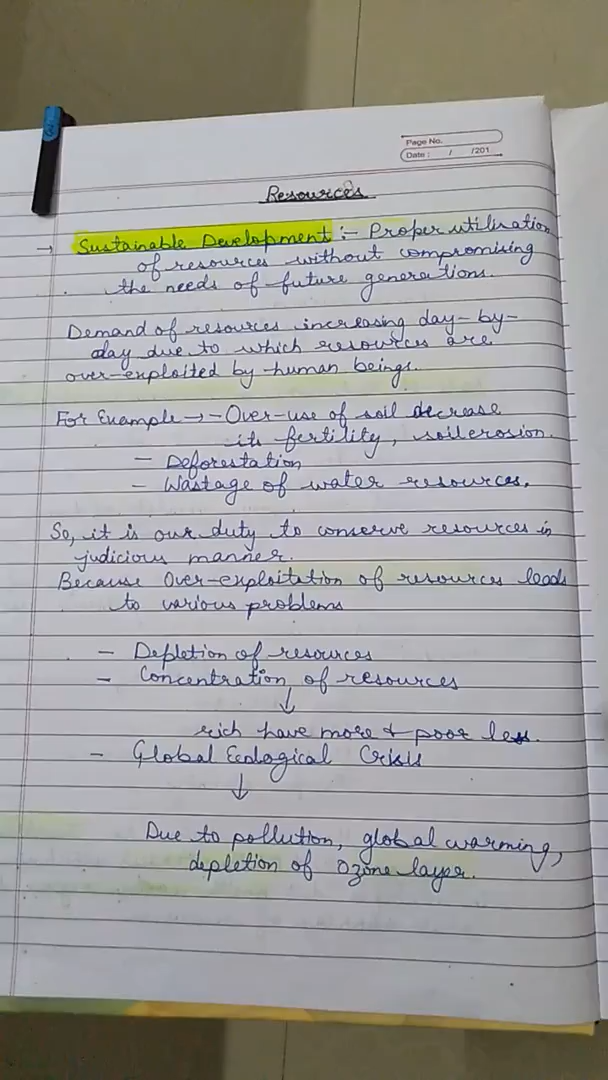 Page No.
Date : / /201
Resources
→ Sustainable Development :- Proper utilisation
of resources without compromising
the needs of future generations.
Demand of resources increasing day-by-
day due to which resources are
over-exploited by human beings.
For Example → - Over-use of soil decrease
its fertility, soil erosion.
- Deforestation
- Wastage of water resources.
So, it is our duty to conserve resources in
judicious manner.
Because Over-exploitation of resources leads
to various problems
- Depletion of resources
- Concentration of resources
↓
rich have more & poor less.
- Global Ecological Crisis
↓
Due to pollution, global warming,
depletion of Ozone layer.